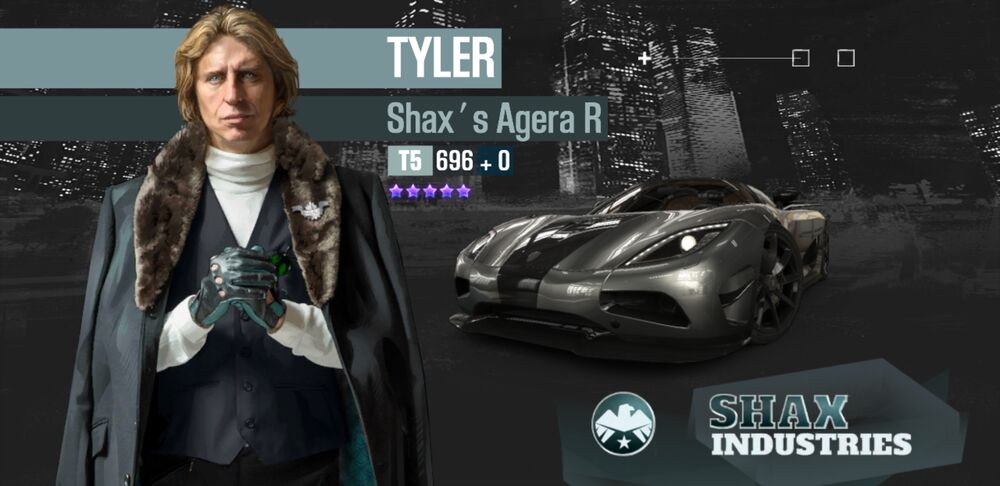 TYLER
Shax's Agera R
T5 696 + 0
SHAX
INDUSTRIES